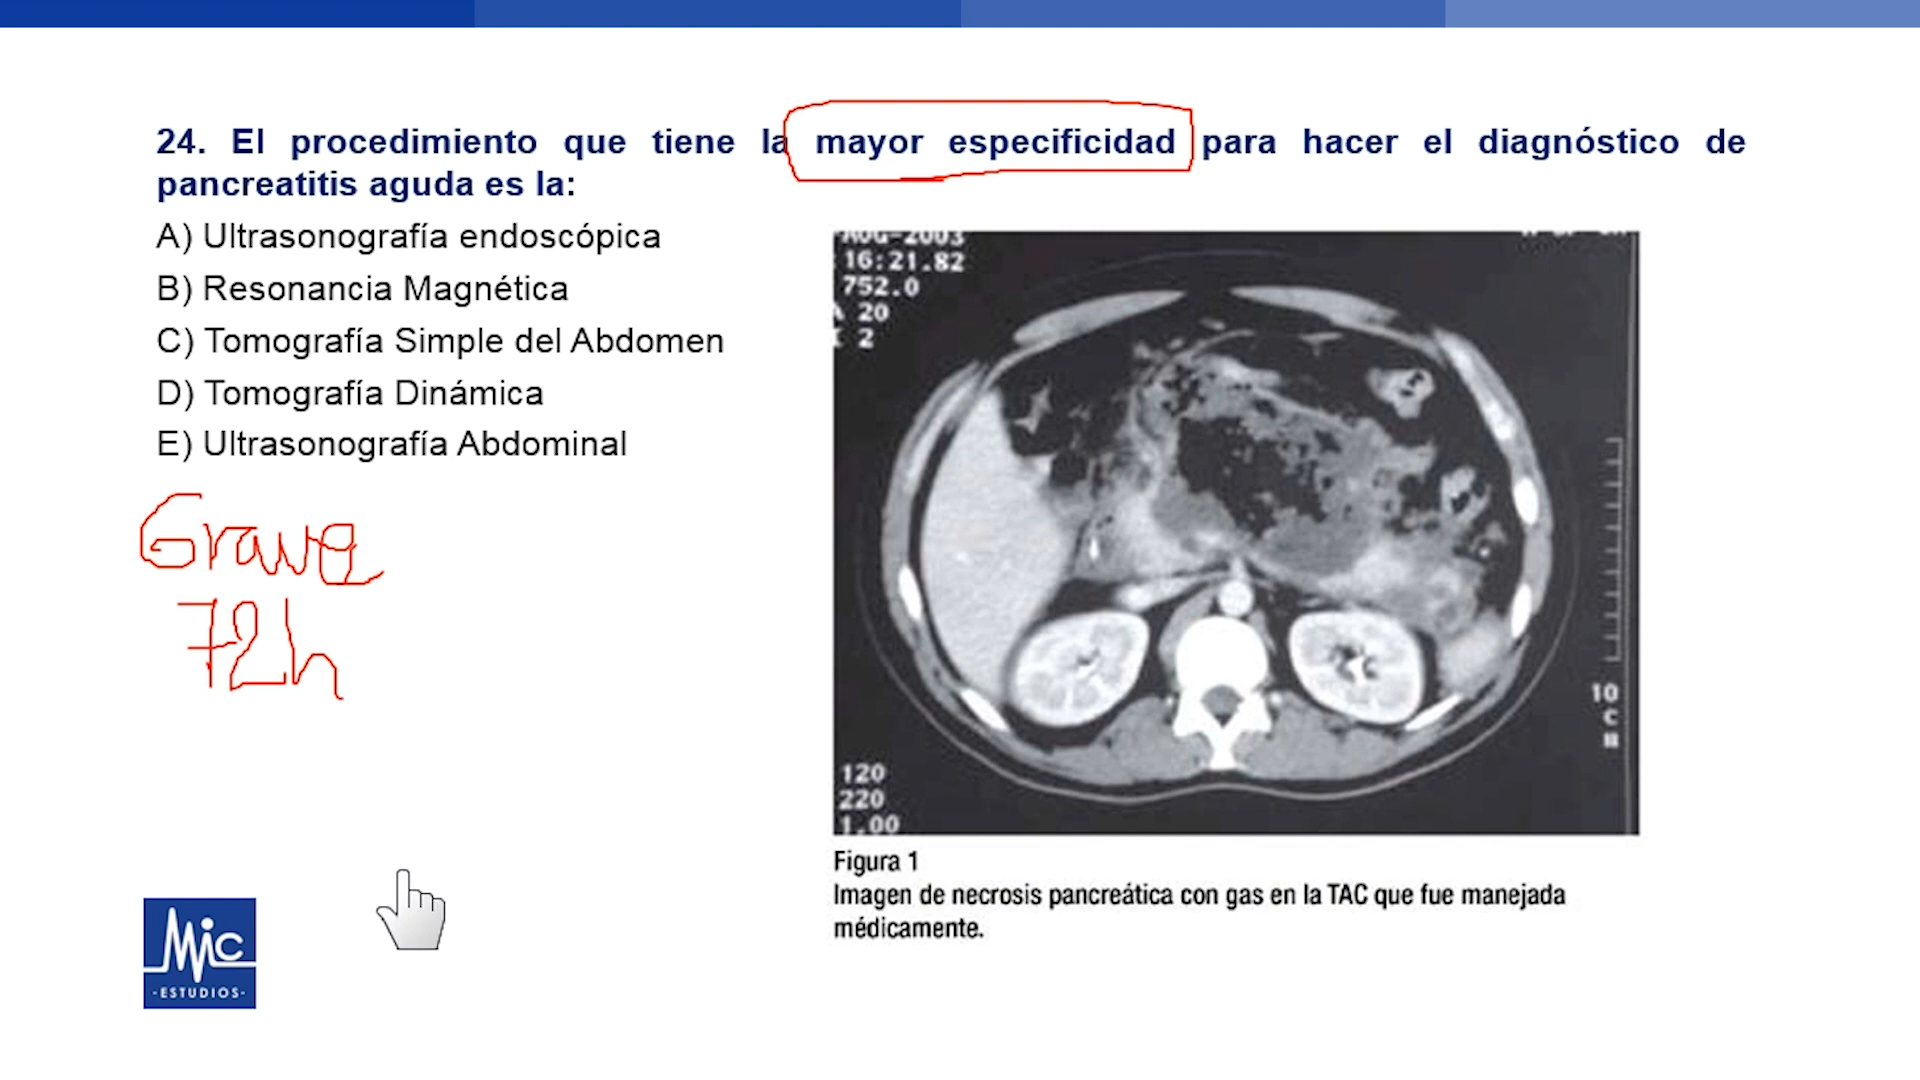 24. El procedimiento que tiene la mayor especificidad para hacer el diagnóstico de
pancreatitis aguda es la:
A) Ultrasonografía endoscópica
B) Resonancia Magnética
C) Tomografía Simple del Abdomen
D) Tomografía Dinámica
E) Ultrasonografía Abdominal
Grave
72h
AUG-2003
16:21.82
752.0
A 20
2
10
C
120
220
1.00
Figura 1
Imagen de necrosis pancreática con gas en la TAC que fue manejada
médicamente.
Mic
-ESTUDIOS-